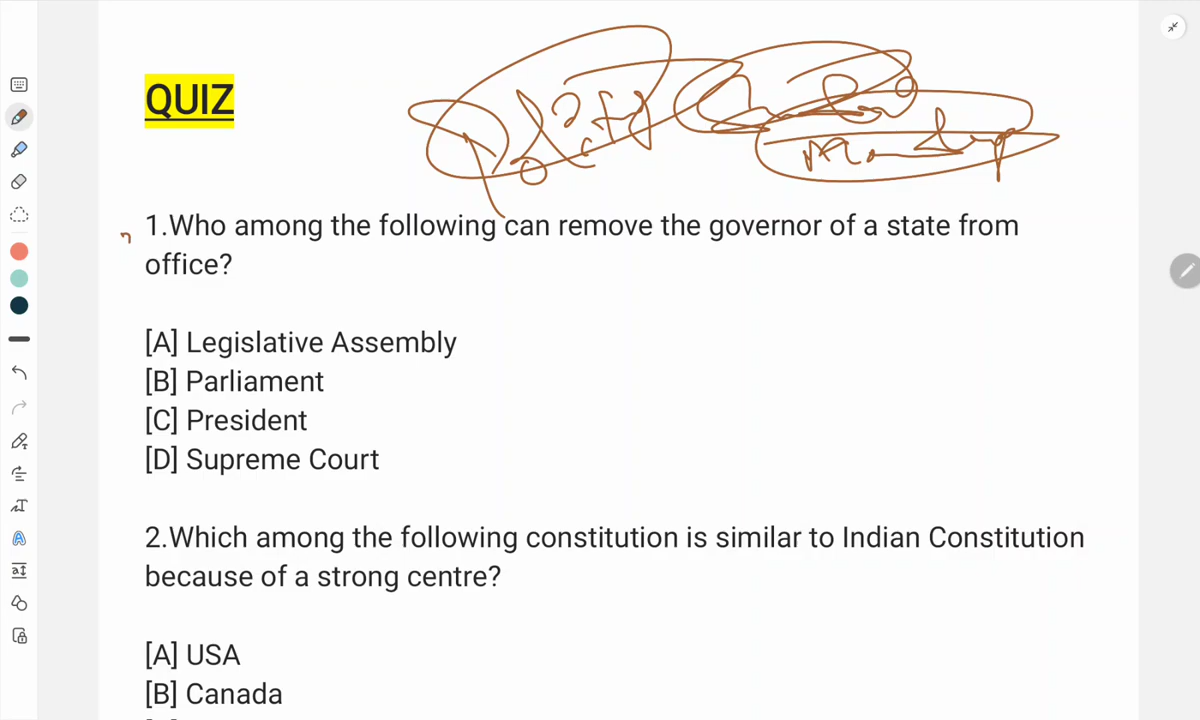 QUIZ
1.Who among the following can remove the governor of a state from
office?
[A] Legislative Assembly
[B] Parliament
[C] President
[D] Supreme Court
2.Which among the following constitution is similar to Indian Constitution
because of a strong centre?
[A] USA
[B] Canada